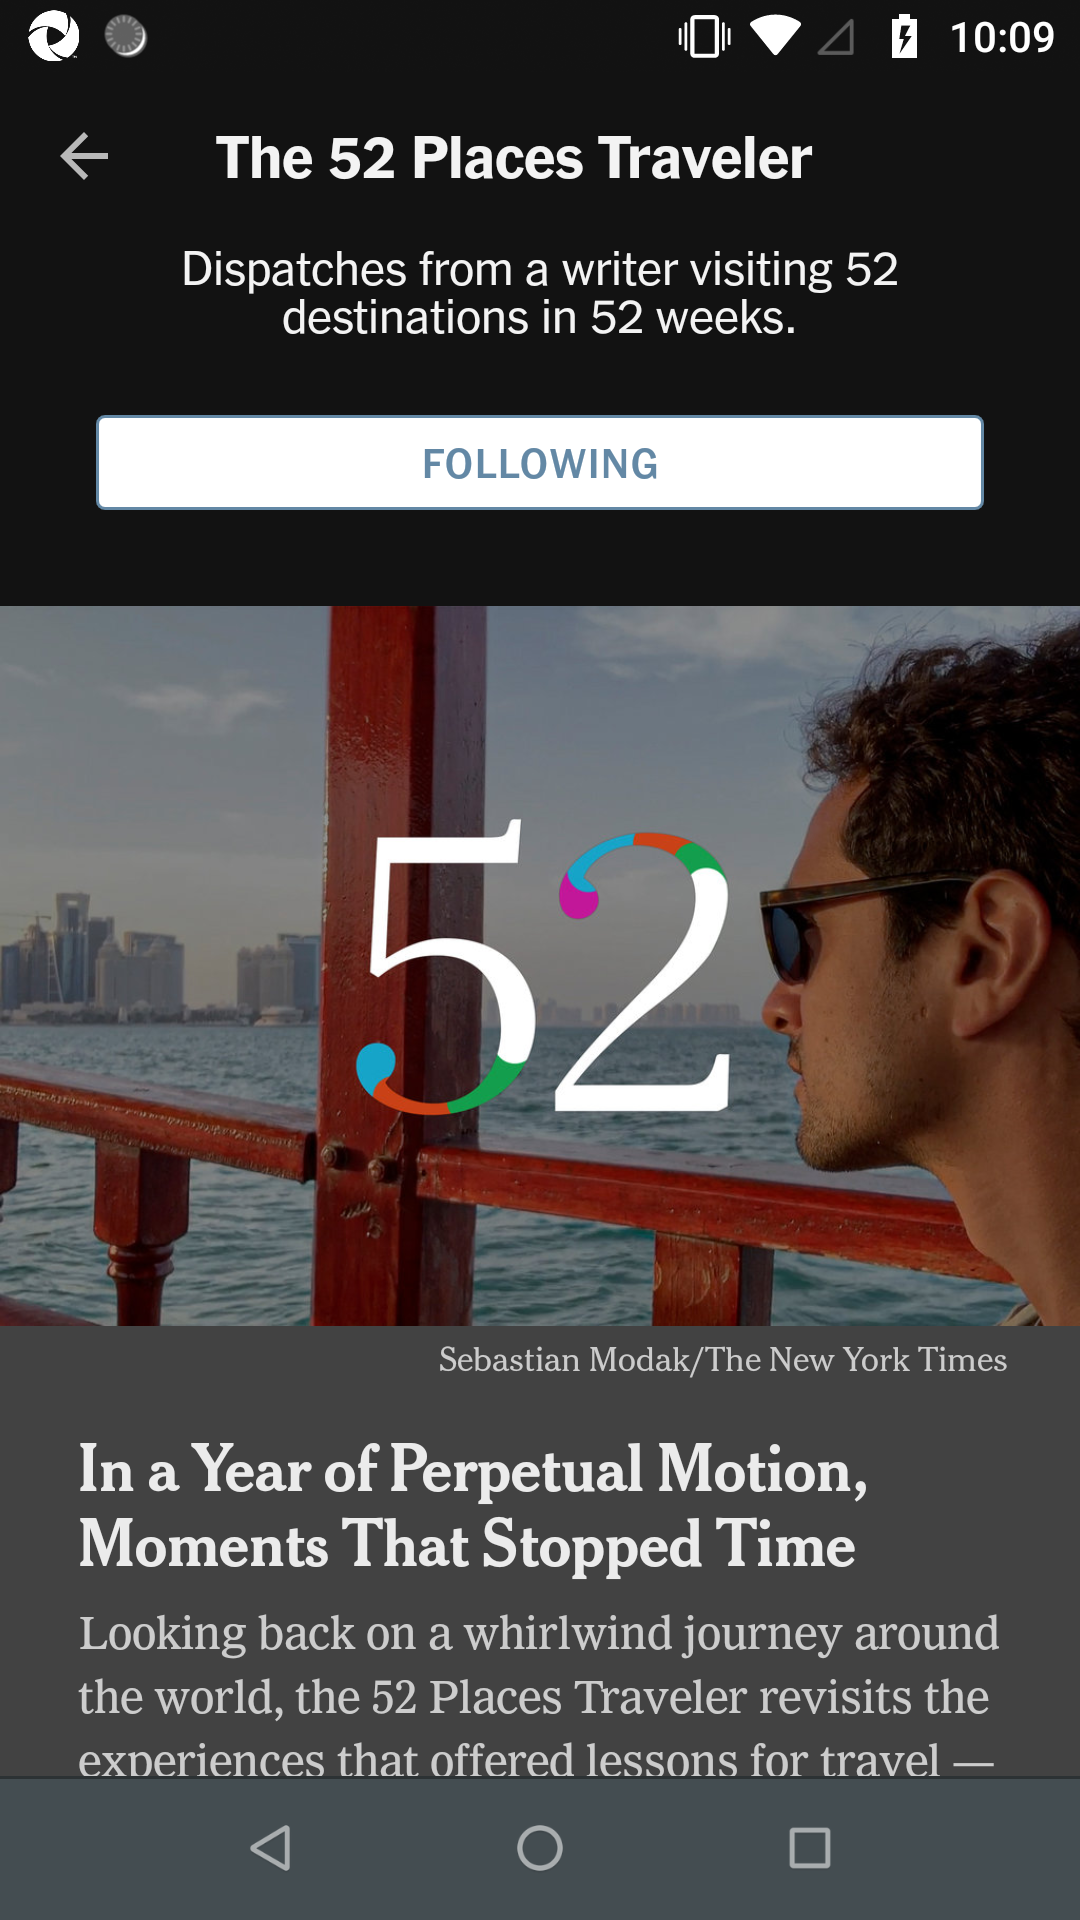 10:09
The 52 Places Traveler
Dispatches from a writer visiting 52
destinations in 52 weeks.
FOLLOWING
52
Sebastian Modak/The New York Times
In a Year of Perpetual Motion,
Moments That Stopped Time
Looking back on a whirlwind journey around
the world, the 52 Places Traveler revisits the
experiences that offered lessons for travel —